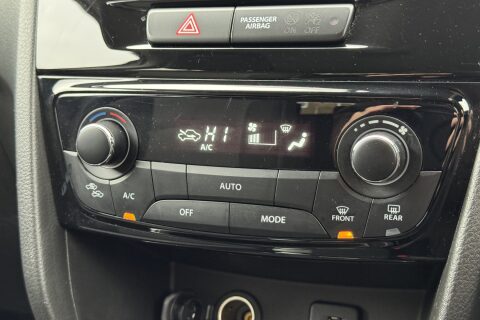 PASSENGER
AIRBAG
ON OFF
HI
A/C
A/C
AUTO
OFF
MODE
FRONT
REAR